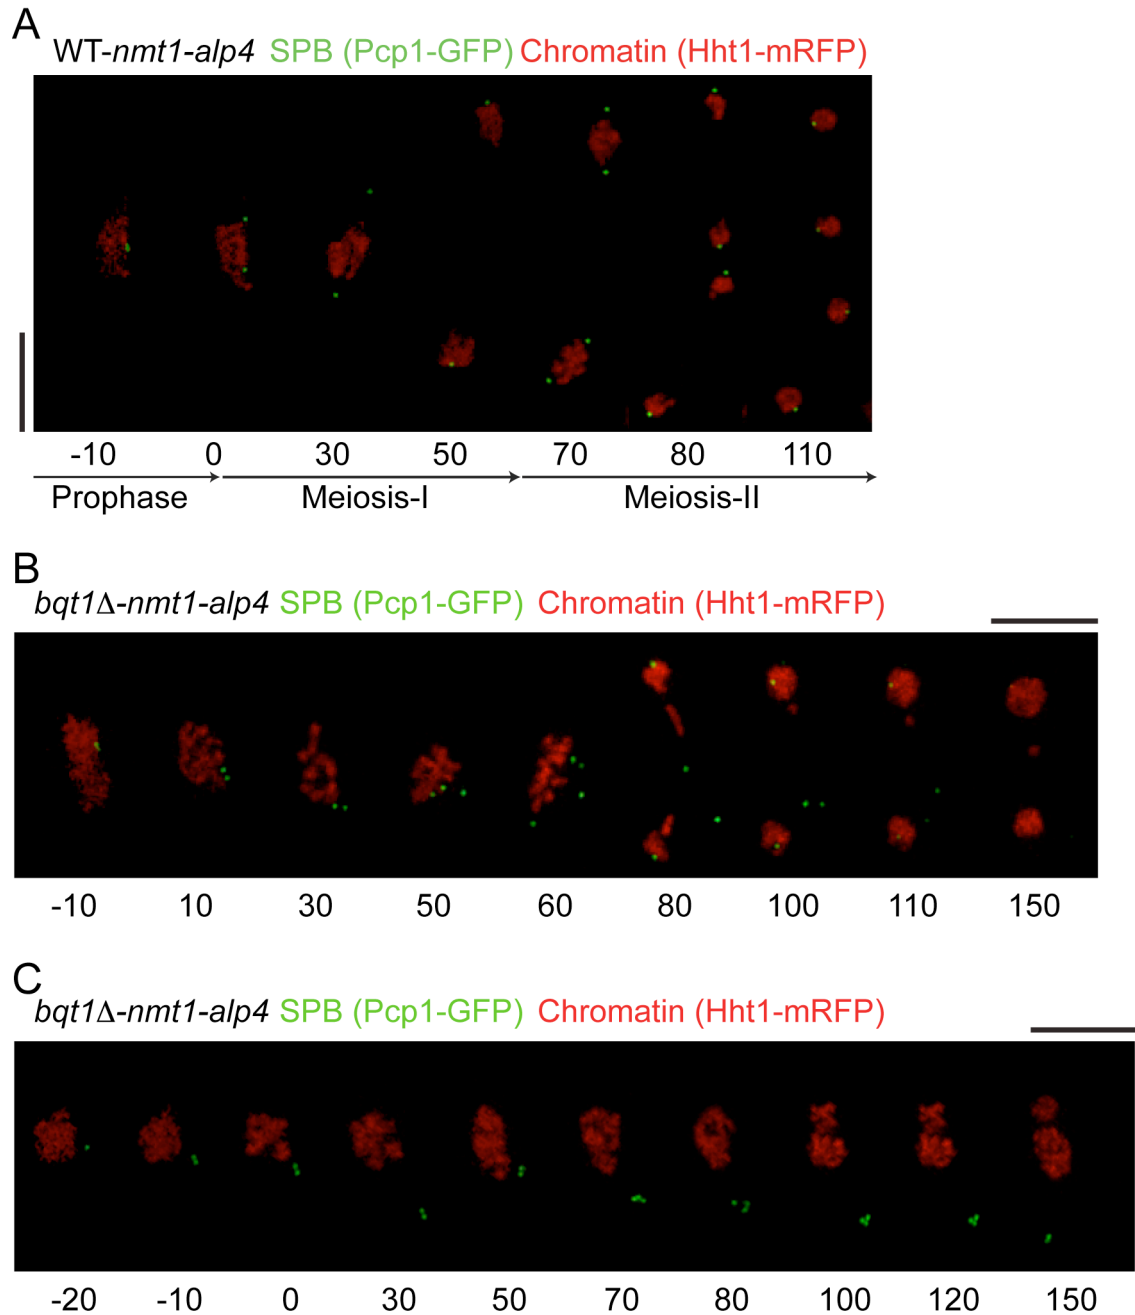 A
WT-nmt1-alp4 SPB (Pcp1-GFP) Chromatin (Hht1-mRFP)
-10 0 30 50 70 80 110
Prophase Meiosis-I Meiosis-II
B
bqt1Δ-nmt1-alp4 SPB (Pcp1-GFP) Chromatin (Hht1-mRFP)
-10 10 30 50 60 80 100 110 150
C
bqt1Δ-nmt1-alp4 SPB (Pcp1-GFP) Chromatin (Hht1-mRFP)
-20 -10 0 30 50 70 80 100 120 150